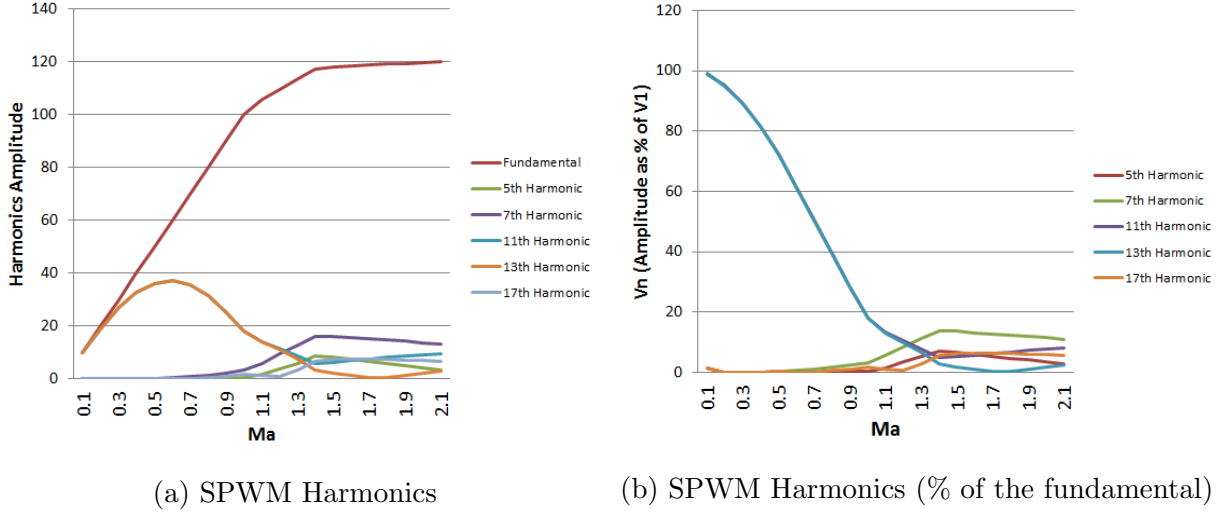 140
120
100
80
60
40
20
0
Harmonics Amplitude
0.1
0.3
0.5
0.7
0.9
1.1
1.3
1.5
1.7
1.9
2.1
Ma
Fundamental
5th Harmonic
7th Harmonic
11th Harmonic
13th Harmonic
17th Harmonic
(a) SPWM Harmonics
120
100
80
60
40
20
0
Vn (Amplitude as % of V1)
0.1
0.3
0.5
0.7
0.9
1.1
1.3
1.5
1.7
1.9
2.1
Ma
5th Harmonic
7th Harmonic
11th Harmonic
13th Harmonic
17th Harmonic
(b) SPWM Harmonics (% of the fundamental)